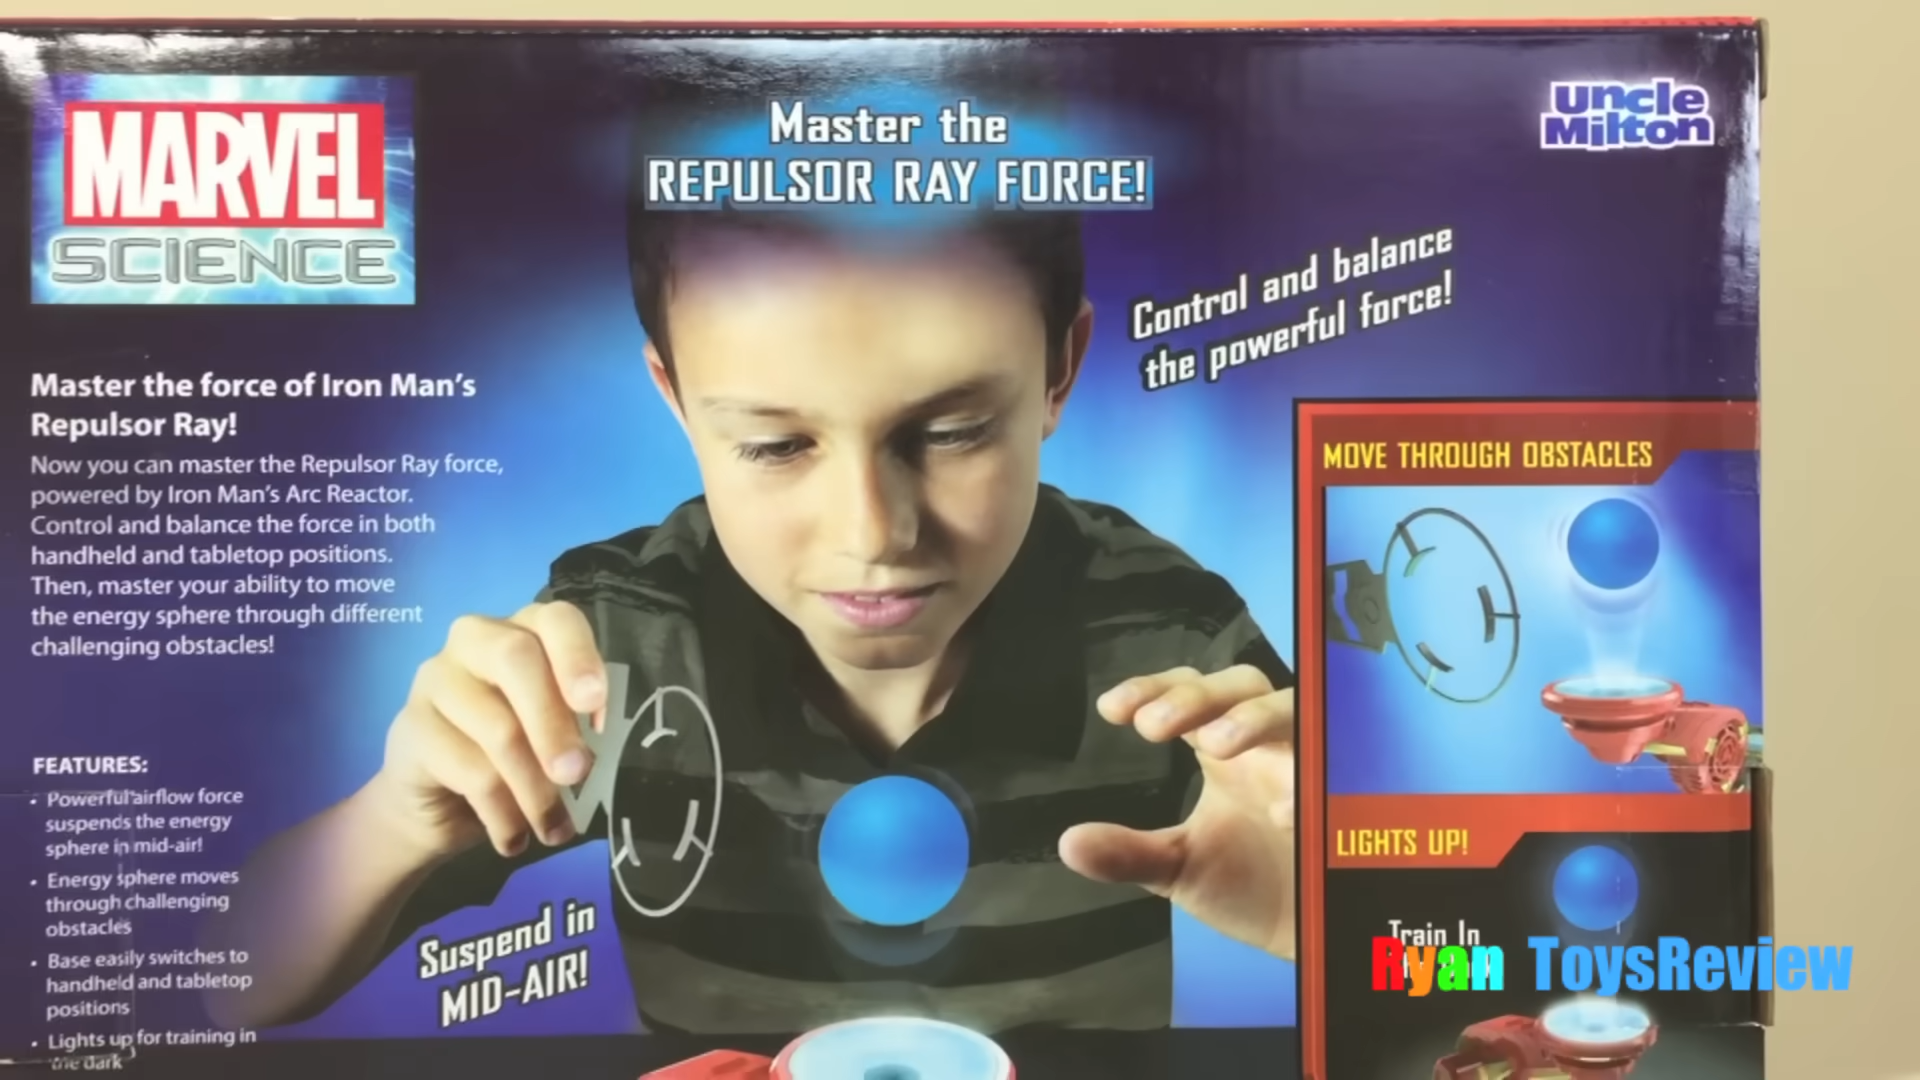 MARVEL
SCIENCE
Master the
REPULSOR RAY FORCE!
Uncle
Milton
Control and balance
the powerful force!
Master the force of Iron Man's
Repulsor Ray!
Now you can master the Repulsor Ray force,
powered by Iron Man's Arc Reactor.
Control and balance the force in both
handheld and tabletop positions.
Then, master your ability to move
the energy sphere through different
challenging obstacles!
FEATURES:
• Powerful airflow force
suspends the energy
sphere in mid-air!
• Energy sphere moves
through challenging
obstacles
• Base easily switches to
handheld and tabletop
positions
• Lights up for training in
the dark
Suspend in
MID-AIR!
MOVE THROUGH OBSTACLES
LIGHTS UP!
Train In
Ryan ToysReview